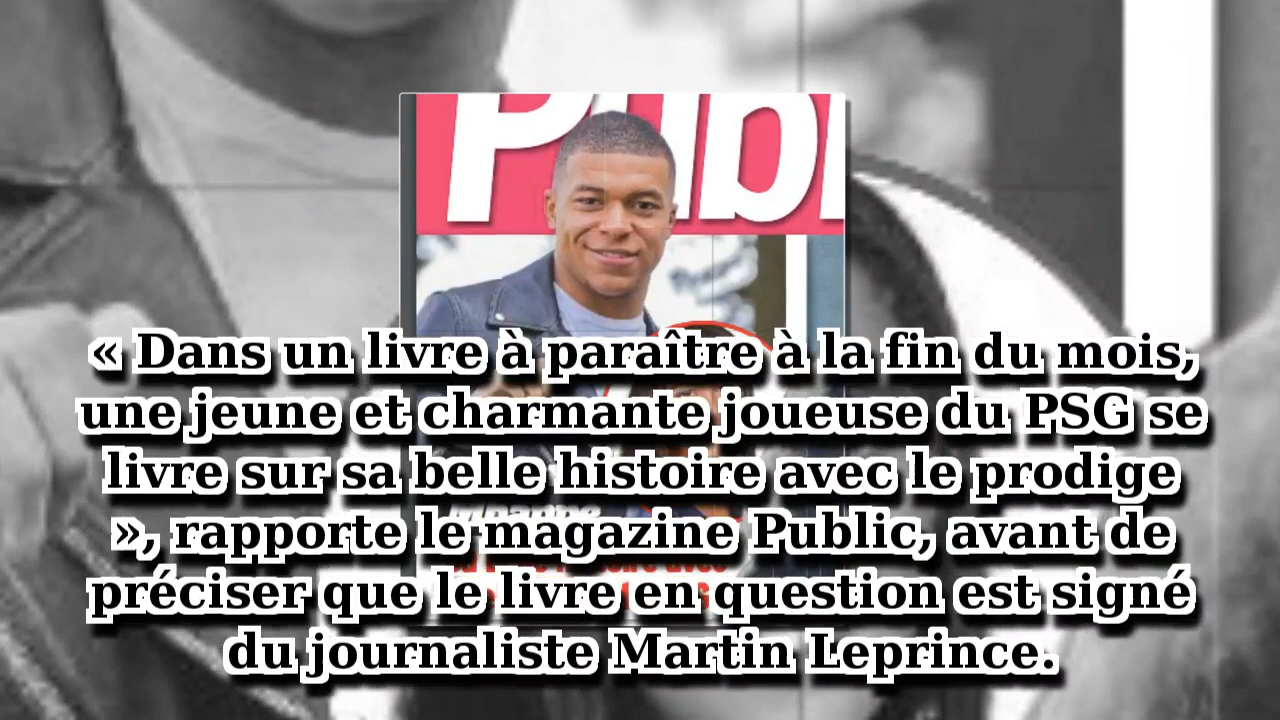 Publ
« Dans un livre à paraître à la fin du mois,
une jeune et charmante joueuse du PSG se
livre sur sa belle histoire avec le prodige
», rapporte le magazine Public, avant de
préciser que le livre en question est signé
du journaliste Martin Leprince.